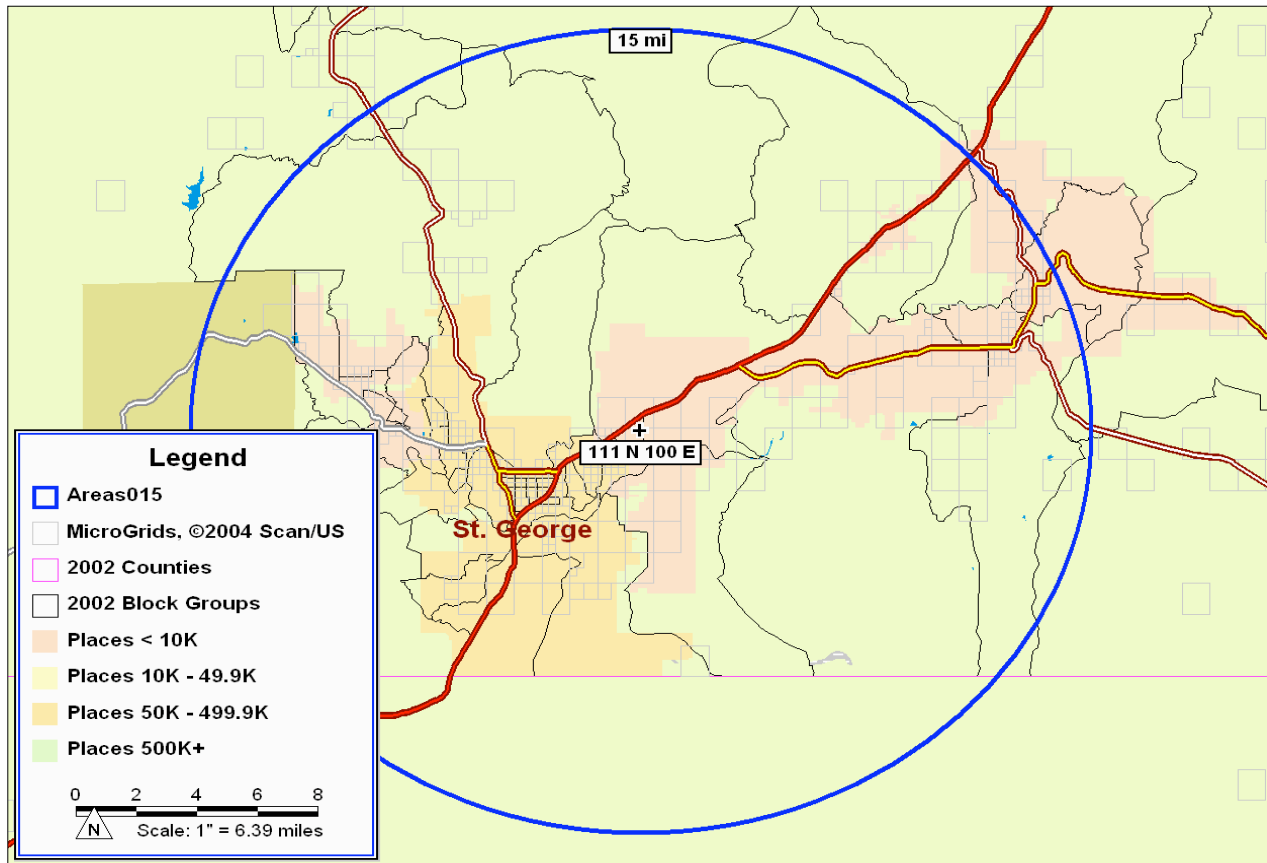 15 mi
111 N 100 E
St. George
Legend
Areas015
MicroGrids, ©2004 Scan/US
2002 Counties
2002 Block Groups
Places < 10K
Places 10K - 49.9K
Places 50K - 499.9K
Places 500K+
0 2 4 6 8
N
Scale: 1" = 6.39 miles